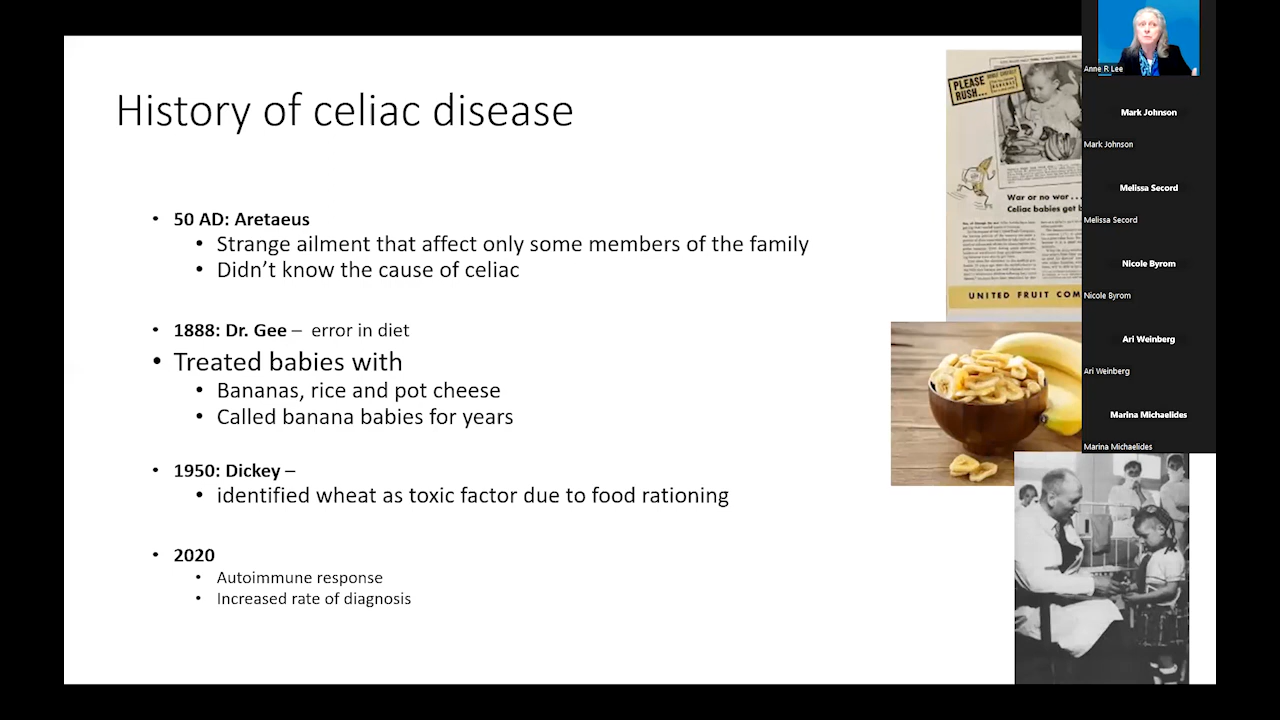 History of celiac disease
• 50 AD: Aretaeus
• Strange ailment that affect only some members of the family
• Didn't know the cause of celiac
• 1888: Dr. Gee – error in diet
• Treated babies with
• Bananas, rice and pot cheese
• Called banana babies for years
• 1950: Dickey –
• identified wheat as toxic factor due to food rationing
• 2020
• Autoimmune response
• Increased rate of diagnosis
PLEASE
RUSH...
War or no war...
Celiac babies get b
UNITED FRUIT COM
Anne R Lee
Mark Johnson
Mark Johnson
Melissa Secord
Melissa Secord
Nicole Byrom
Nicole Byrom
Ari Weinberg
Ari Weinberg
Marina Michaelides
Marina Michaelides